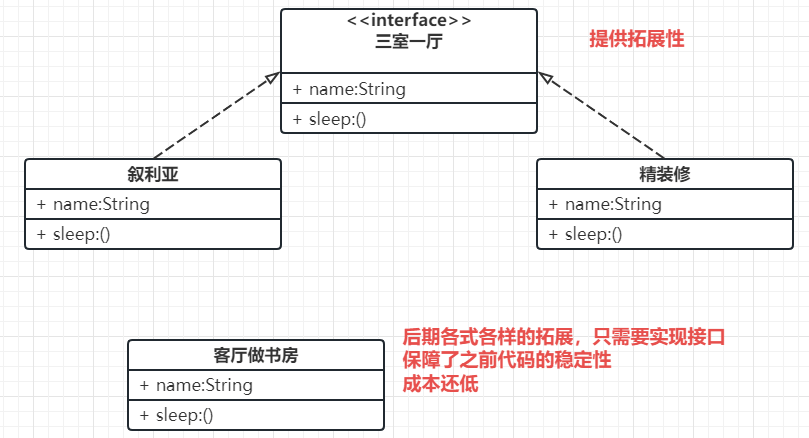 <<interface>>
三室一厅
提供拓展性
+ name:String
+ sleep:()
叙利亚
+ name:String
+ sleep:()
精装修
+ name:String
+ sleep:()
客厅做书房
+ name:String
+ sleep:()
后期各式各样的拓展，只需要实现接口
保障了之前代码的稳定性
成本还低